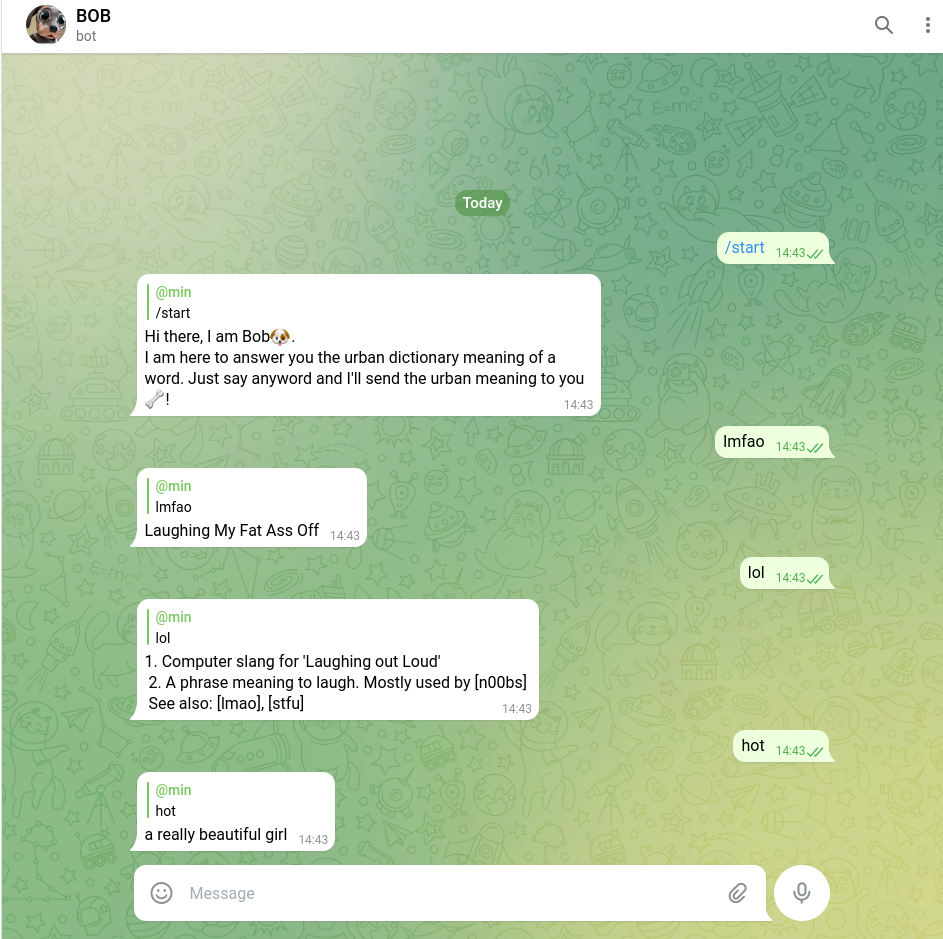 BOB
bot
Today
/start 14:43
@min
/start
Hi there, I am Bob🐶.
I am here to answer you the urban dictionary meaning of a
word. Just say anyword and I'll send the urban meaning to you
🦴!
14:43
lmfao 14:43
@min
lmfao
Laughing My Fat Ass Off 14:43
lol 14:43
@min
lol
1. Computer slang for 'Laughing out Loud'
2. A phrase meaning to laugh. Mostly used by [n00bs]
See also: [lmao], [stfu]
14:43
hot 14:43
@min
hot
a really beautiful girl 14:43
Message